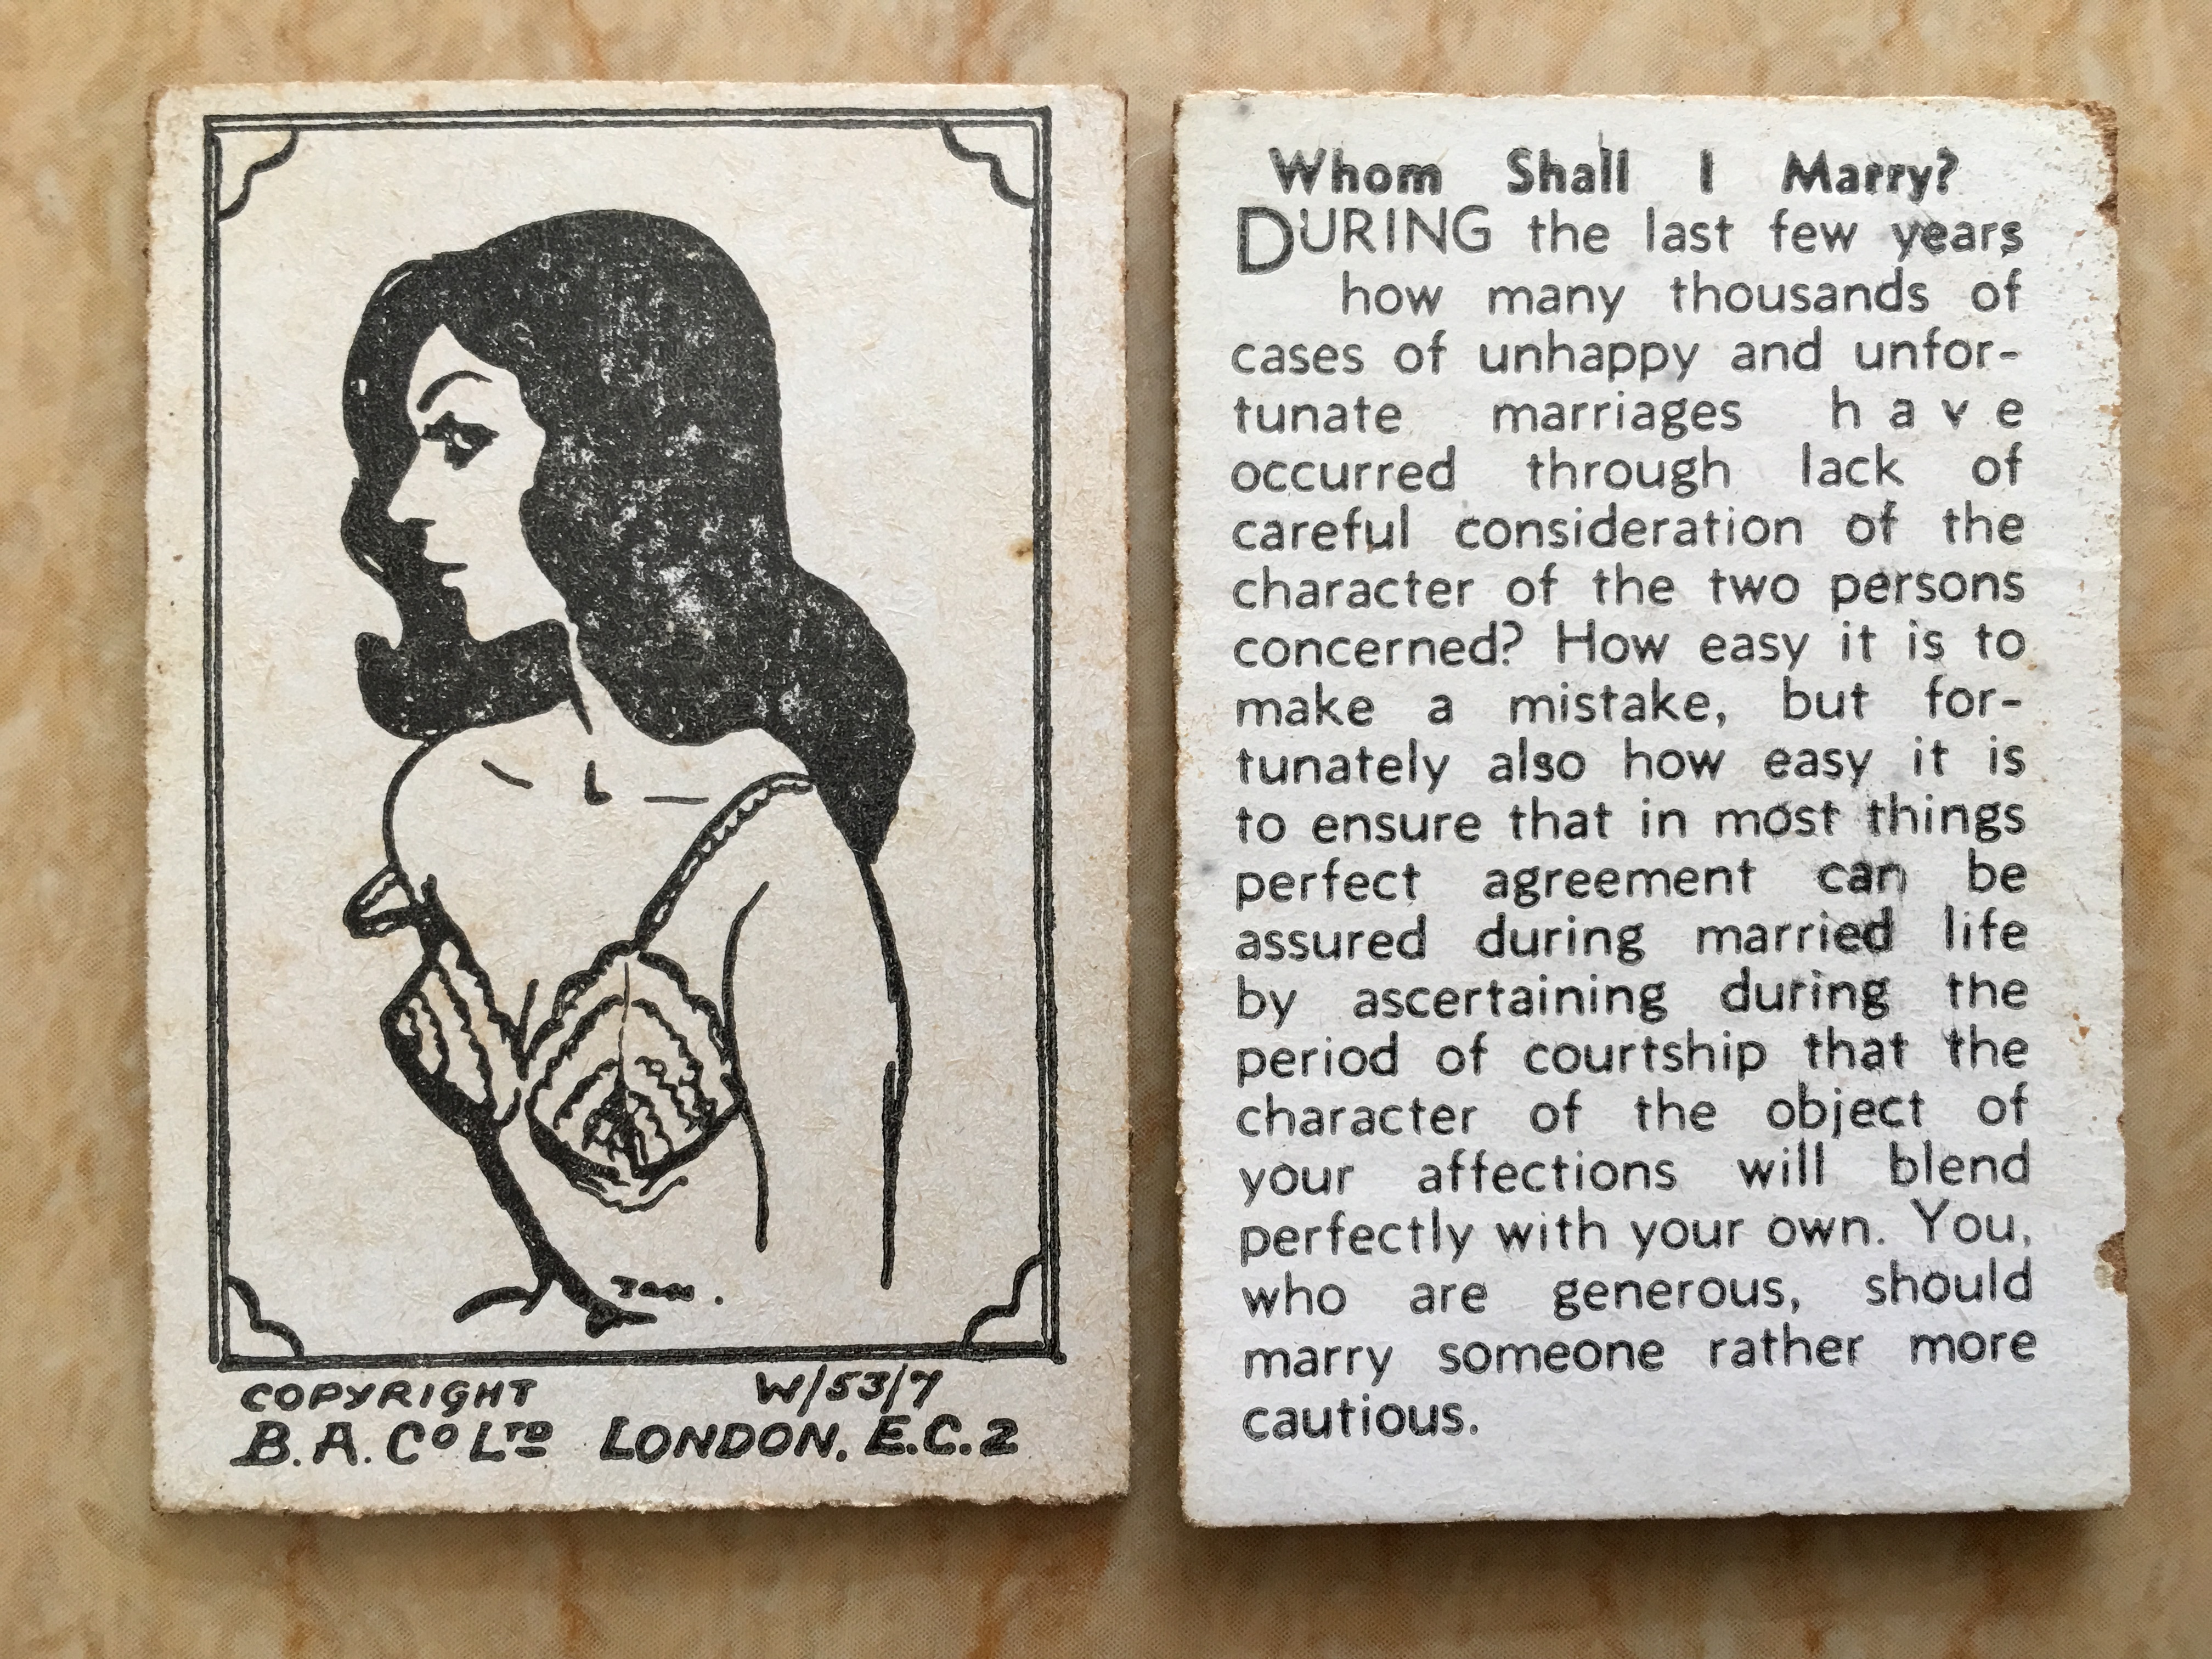 Jon.
COPYRIGHT W/53/7
B. A. Co LTD LONDON. E.C.2
Whom Shall I Marry?
DURING the last few years
how many thousands of
cases of unhappy and unfor-
tunate marriages have
occurred through lack of
careful consideration of the
character of the two persons
concerned? How easy it is to
make a mistake, but for-
tunately also how easy it is
to ensure that in most things
perfect agreement can be
assured during married life
by ascertaining during the
period of courtship that the
character of the object of
your affections will blend
perfectly with your own. You,
who are generous, should
marry someone rather more
cautious.